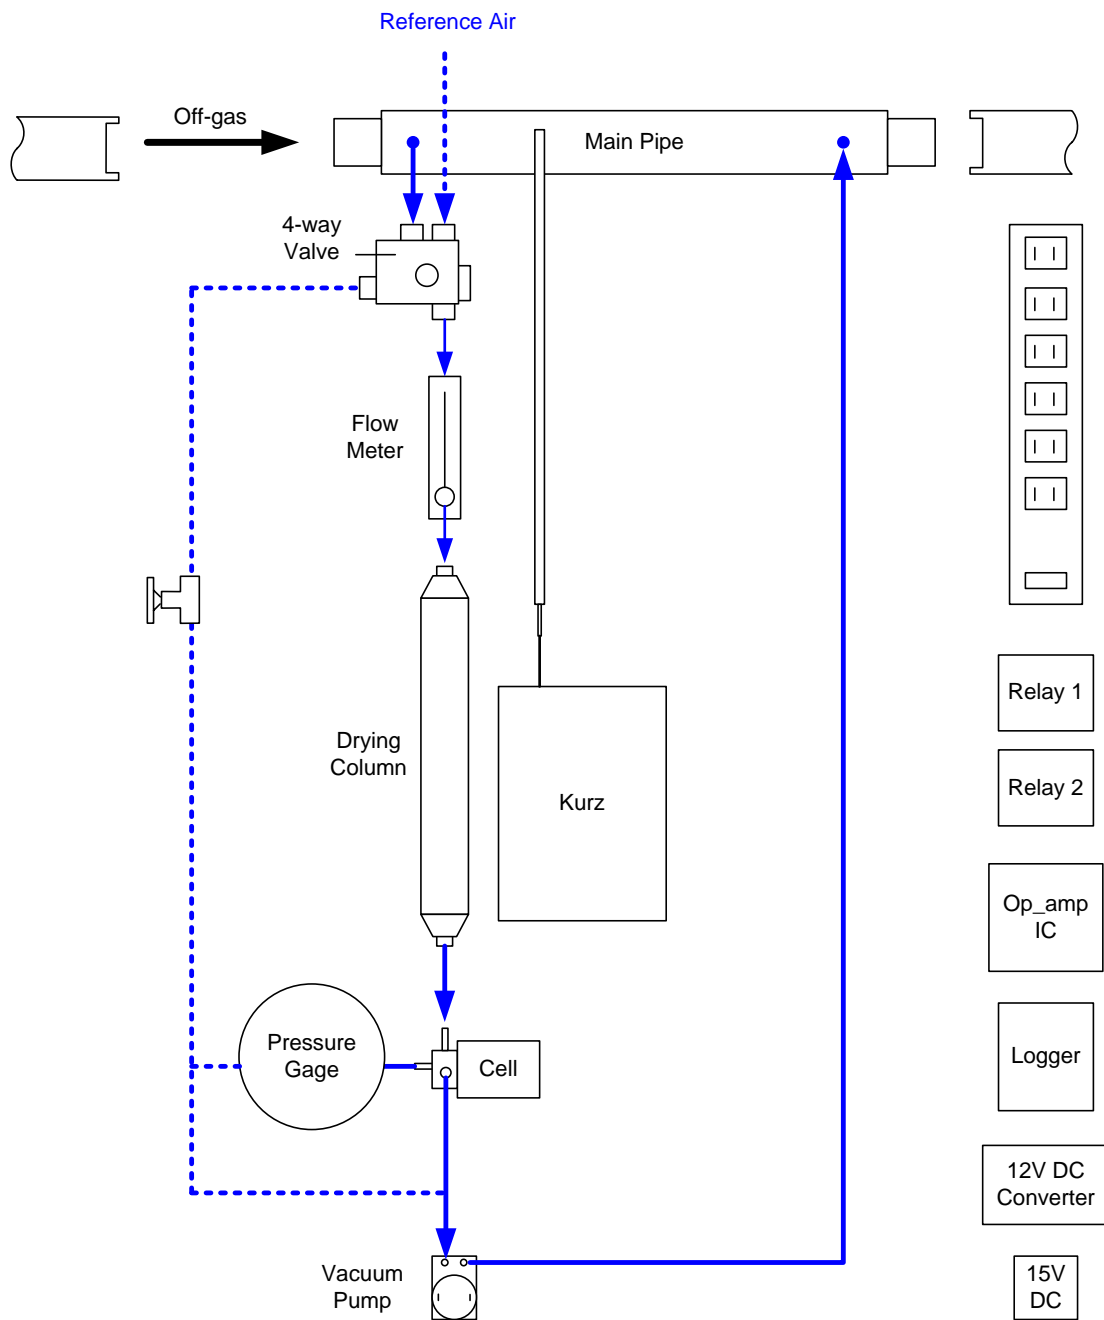 Reference Air
Off-gas
Main Pipe
4-way
Valve
Flow
Meter
Relay 1
Drying
Column
Relay 2
Kurz
Op_amp
IC
Pressure
Gage
Cell
Logger
12V DC
Converter
Vacuum
Pump
15V
DC